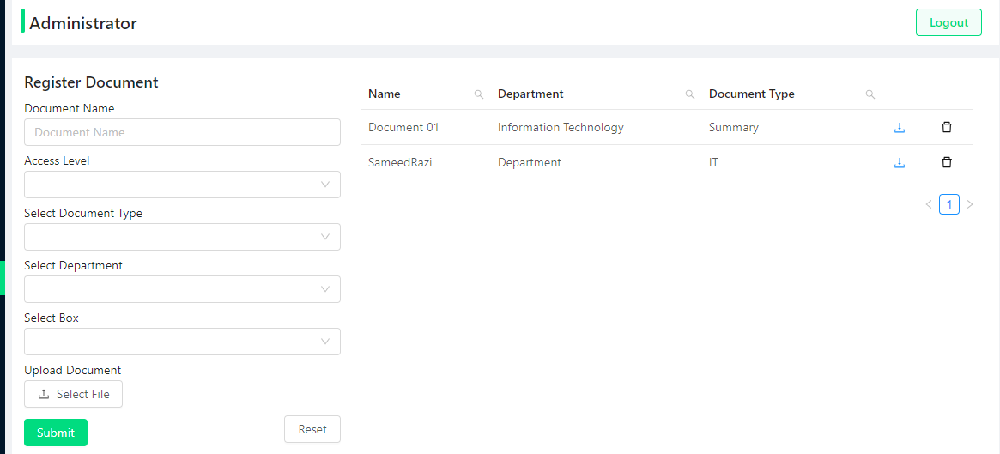 Administrator
Logout
Register Document
Document Name
Document Name
Access Level
Select Document Type
Select Department
Select Box
Upload Document
Select File
Submit
Reset
Name Department Document Type
Document 01 Information Technology Summary
SameedRazi Department IT
1